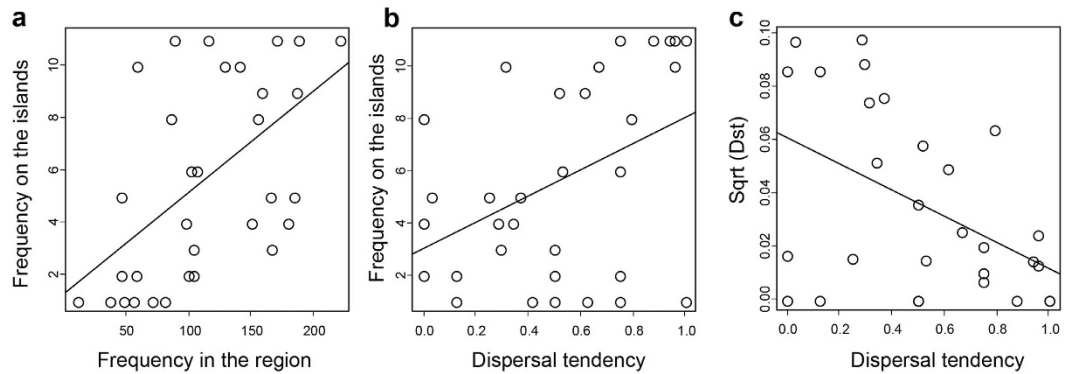 a
Frequency on the islands
10
8
6
4
2
50 100 150 200
Frequency in the region
b
Frequency on the islands
10
8
6
4
2
0.0 0.2 0.4 0.6 0.8 1.0
Dispersal tendency
c
Sqrt (Dst)
0.10
0.08
0.06
0.04
0.02
0.00
0.0 0.2 0.4 0.6 0.8 1.0
Dispersal tendency